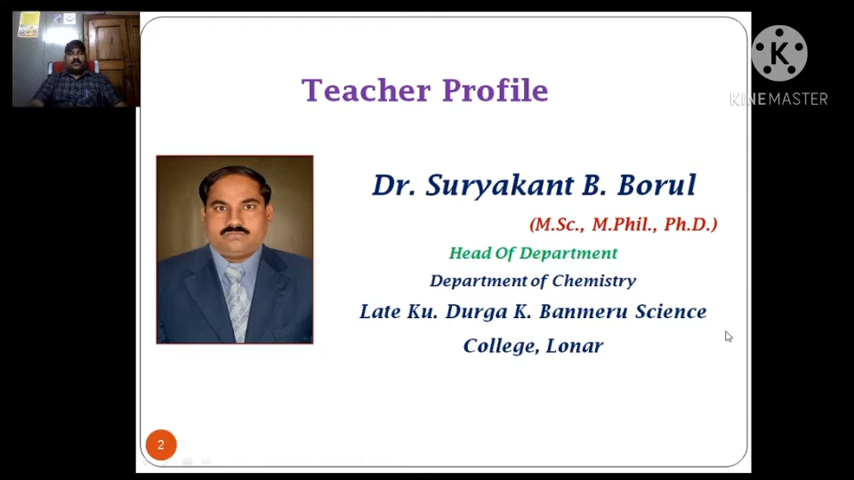 Teacher Profile
Dr. Suryakant B. Borul
(M.Sc., M.Phil., Ph.D.)
Head Of Department
Department of Chemistry
Late Ku. Durga K. Banmeru Science
College, Lonar
2
K
KINEMASTER